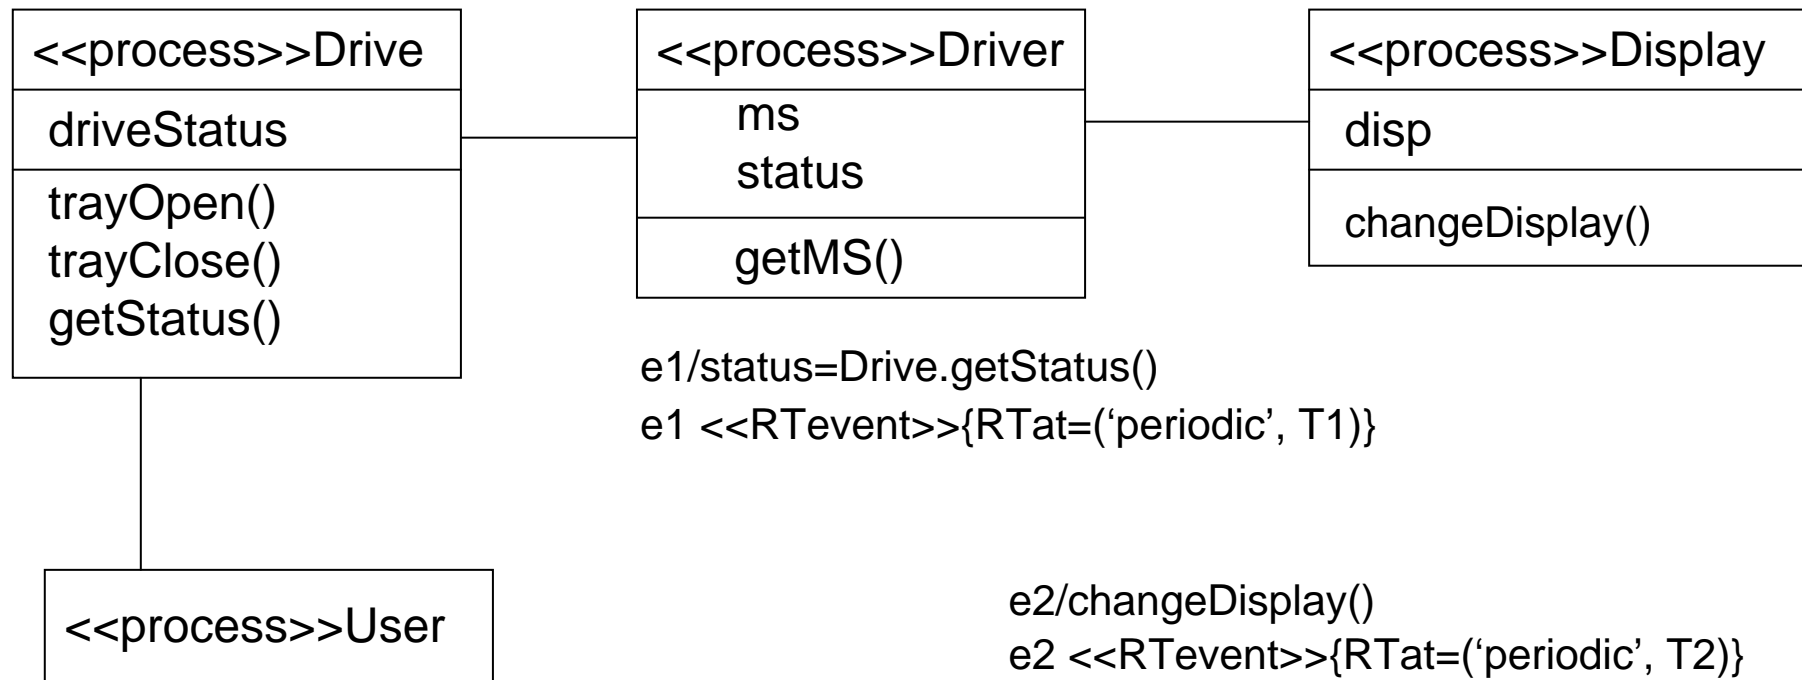 <<process>>Drive
driveStatus
trayOpen()
trayClose()
getStatus()
<<process>>Driver
ms
status
getMS()
<<process>>Display
disp
changeDisplay()
e1/status=Drive.getStatus()
e1 <<RTevent>>{RTat=(‘periodic’, T1)}
<<process>>User
e2/changeDisplay()
e2 <<RTevent>>{RTat=(‘periodic’, T2)}